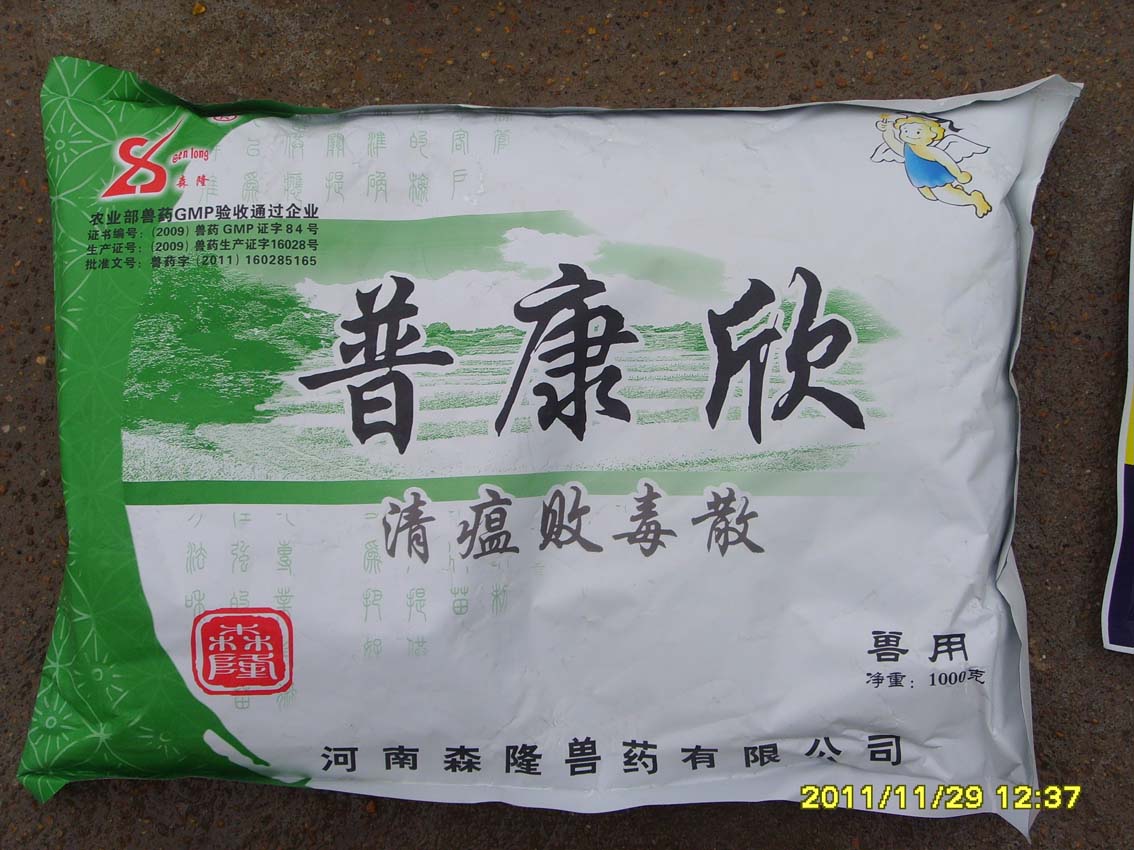 Sen long
森隆
农业部兽药GMP验收通过企业
证书编号：(2009) 兽药GMP证字84号
生产证号：(2009) 兽药生产证字16028号
批准文号：兽药字 (2011) 160285165
普康欣
清瘟败毒散
森隆
兽用
净重：1000克
河南森隆兽药有限公司
2011/11/29 12:37